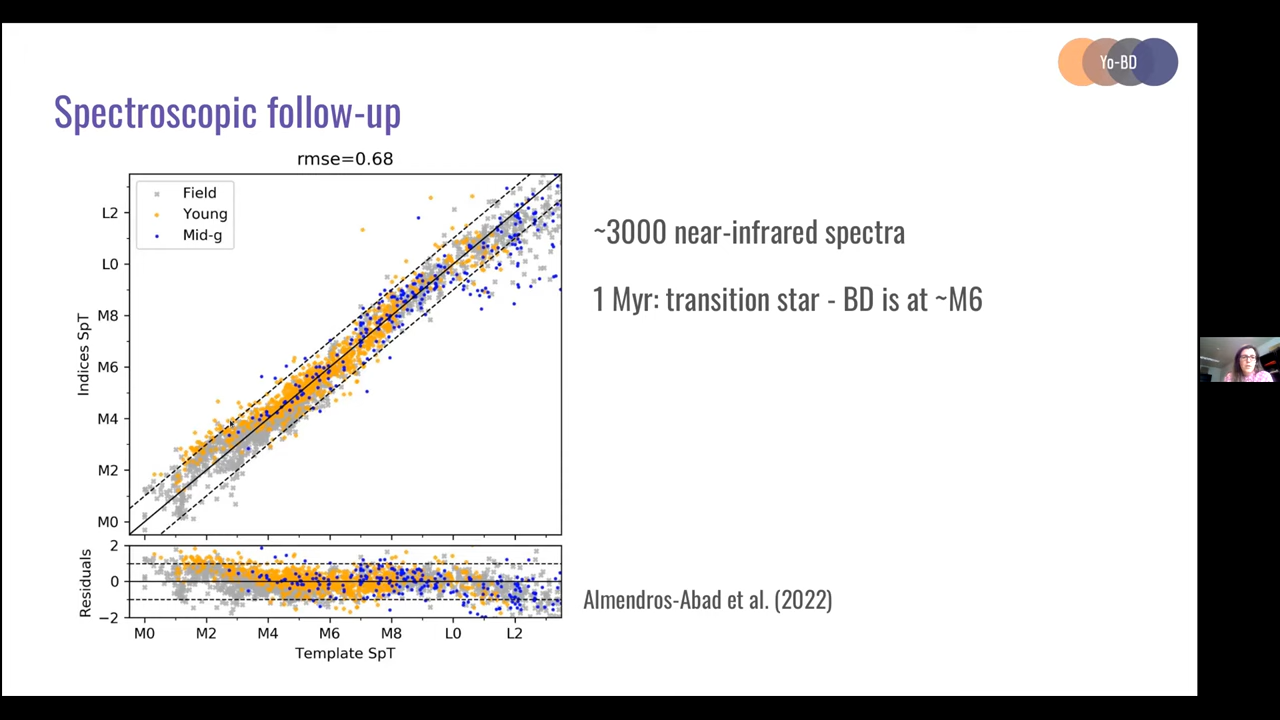 Yo-BD
Spectroscopic follow-up
rmse=0.68
Field
Young
Mid-g
L2
L0
M8
M6
M4
M2
M0
Indices SpT
~3000 near-infrared spectra
1 Myr: transition star - BD is at ~M6
2
0
−2
Residuals
M0 M2 M4 M6 M8 L0 L2
Template SpT
Almendros-Abad et al. (2022)